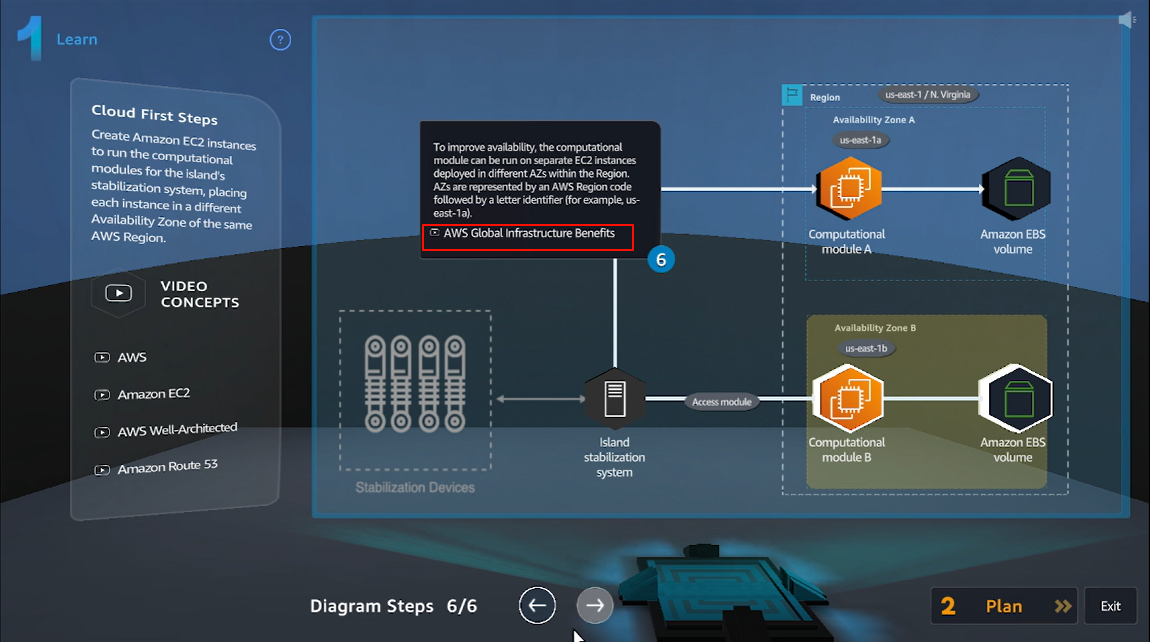 1
Learn
?
Cloud First Steps
Create Amazon EC2 instances
to run the computational
modules for the island's
stabilization system, placing
each instance in a different
Availability Zone of the same
AWS Region.
VIDEO
CONCEPTS
AWS
Amazon EC2
AWS Well-Architected
Amazon Route 53
To improve availability, the computational
module can be run on separate EC2 instances
deployed in different AZs within the Region.
AZs are represented by an AWS Region code
followed by a letter identifier (for example, us-
east-1a).
AWS Global Infrastructure Benefits
6
Region
us-east-1 / N. Virginia
Availability Zone A
us-east-1a
Computational
module A
Amazon EBS
volume
Availability Zone B
us-east-1b
Computational
module B
Amazon EBS
volume
Access module
Island
stabilization
system
Stabilization Devices
Diagram Steps 6/6
2 Plan
Exit